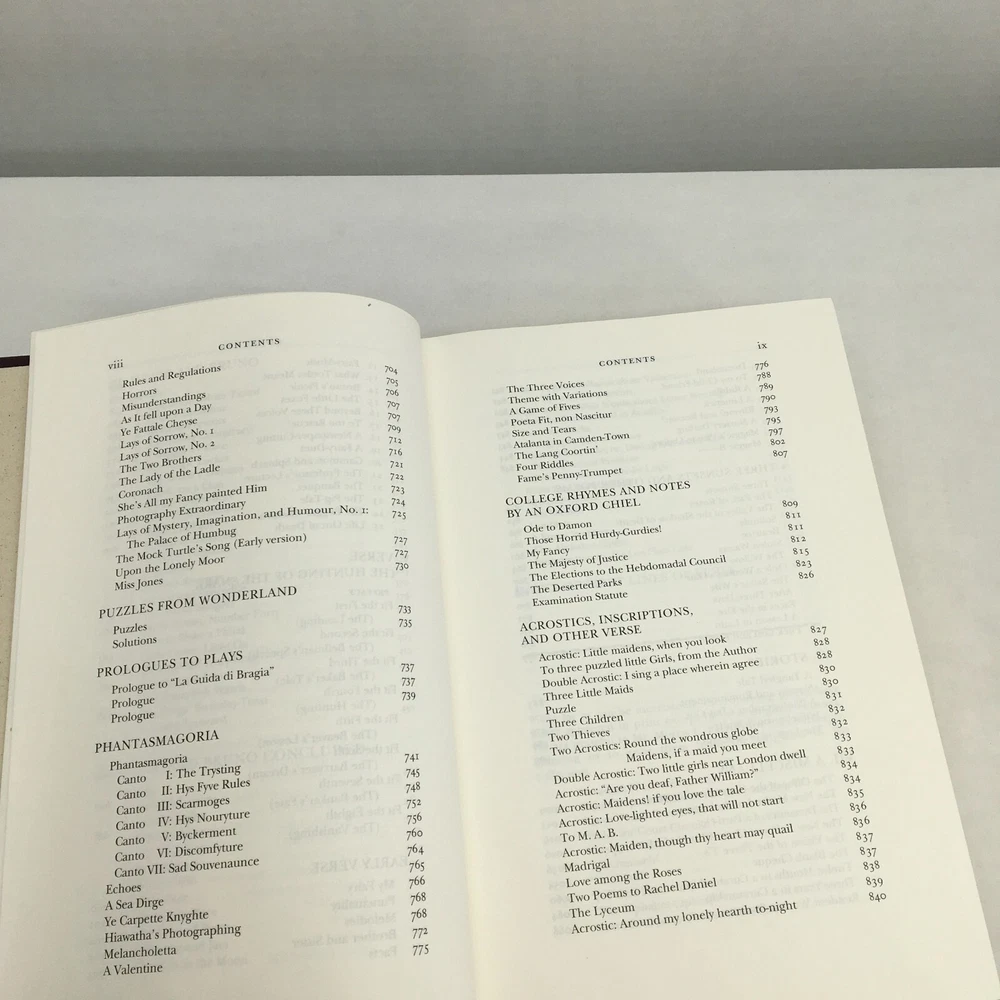 viii
CONTENTS
Rules and Regulations 704
Horrors 705
Misunderstandings 706
As it fell upon a Day 707
Ye Fattale Cheyse 707
Lays of Sorrow, No. 1 709
Lays of Sorrow, No. 2 712
The Two Brothers 716
The Lady of the Ladle 721
Coronach 722
She's All my Fancy painted Him 723
Photography Extraordinary 724
Lays of Mystery, Imagination, and Humour, No. 1:
The Palace of Humbug 725
The Mock Turtle's Song (Early version) 727
Upon the Lonely Moor 727
Miss Jones 730
PUZZLES FROM WONDERLAND
Puzzles 733
Solutions 735
PROLOGUES TO PLAYS
Prologue to "La Guida di Bragia" 737
Prologue 737
Prologue 739
PHANTASMAGORIA
Phantasmagoria
Canto I: The Trysting 741
Canto II: Hys Fyve Rules 745
Canto III: Scarmoges 748
Canto IV: Hys Nouryture 752
Canto V: Byckerment 756
Canto VI: Discomfyture 760
Canto VII: Sad Souvenaunce 764
Echoes 765
A Sea Dirge 766
Ye Carpette Knyghte 768
Hiawatha's Photographing 768
Melancholetta 772
A Valentine 775
CONTENTS
ix
The Three Voices 776
Theme with Variations 788
A Game of Fives 789
Poeta Fit, non Nascitur 790
Size and Tears 793
Atalanta in Camden-Town 795
The Lang Coortin' 797
Four Riddles 802
Fame's Penny-Trumpet 807
COLLEGE RHYMES AND NOTES
BY AN OXFORD CHIEL
Ode to Damon 809
Those Horrid Hurdy-Gurdies! 811
My Fancy 811
The Majesty of Justice 812
The Elections to the Hebdomadal Council 815
The Deserted Parks 823
Examination Statute 826
ACROSTICS, INSCRIPTIONS,
AND OTHER VERSE
Acrostic: Little maidens, when you look 827
To three puzzled little Girls, from the Author 828
Double Acrostic: I sing a place wherein agree 828
Three Little Maids 830
Puzzle 830
Three Children 831
Two Thieves 832
Two Acrostics: Round the wondrous globe 832
Maidens, if a maid you meet 833
Double Acrostic: Two little girls near London dwell 833
Acrostic: "Are you deaf, Father William?" 834
Acrostic: Maidens! if you love the tale 834
Acrostic: Love-lighted eyes, that will not start 835
To M. A. B. 836
Acrostic: Maiden, though thy heart may quail 836
Madrigal 837
Love among the Roses 837
Two Poems to Rachel Daniel 838
The Lyceum 839
Acrostic: Around my lonely hearth to-night 840